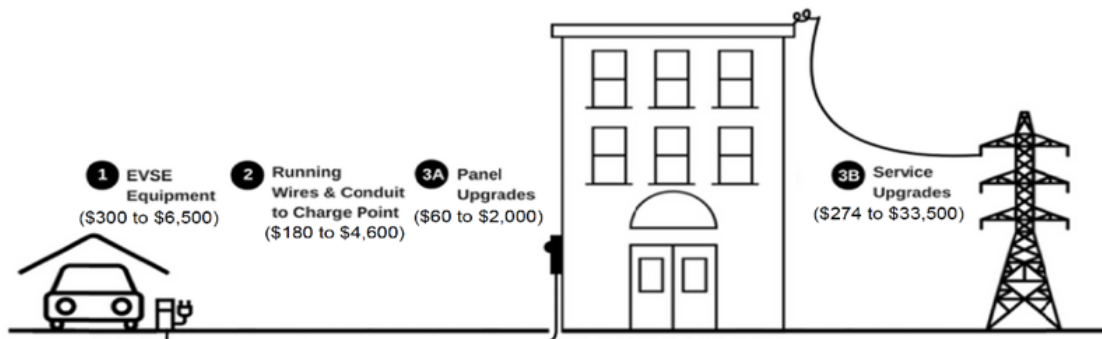 1 EVSE
Equipment
($300 to $6,500)
2 Running
Wires & Conduit
to Charge Point
($180 to $4,600)
3A Panel
Upgrades
($60 to $2,000)
3B Service
Upgrades
($274 to $33,500)